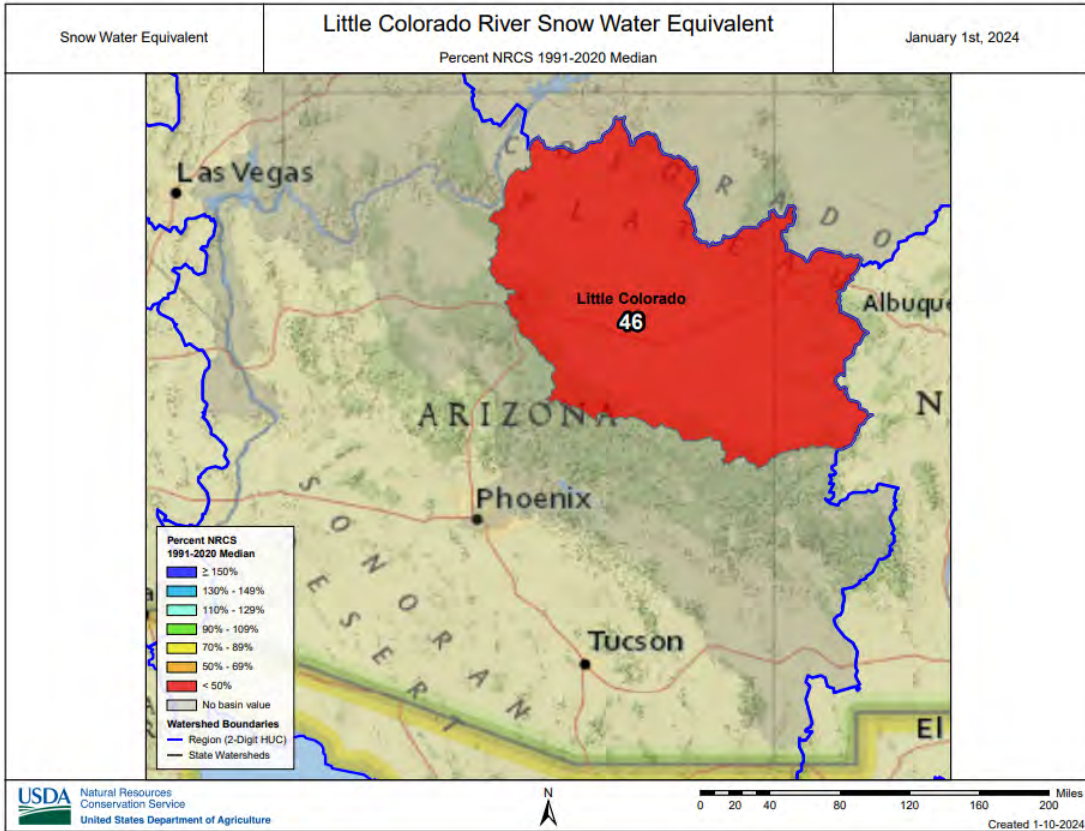 Snow Water Equivalent
Little Colorado River Snow Water Equivalent
Percent NRCS 1991-2020 Median
January 1st, 2024
Las Vegas
COLORADO
PLATEAU
Little Colorado
46
Albuque
ARIZONA
N
Phoenix
SONORAN
DESERT
Tucson
El
Percent NRCS
1991-2020 Median
≥ 150%
130% - 149%
110% - 129%
90% - 109%
70% - 89%
50% - 69%
< 50%
No basin value
Watershed Boundaries
Region (2-Digit HUC)
State Watersheds
USDA
Natural Resources
Conservation Service
United States Department of Agriculture
N
0 20 40 80 120 160 200 Miles
Created 1-10-2024